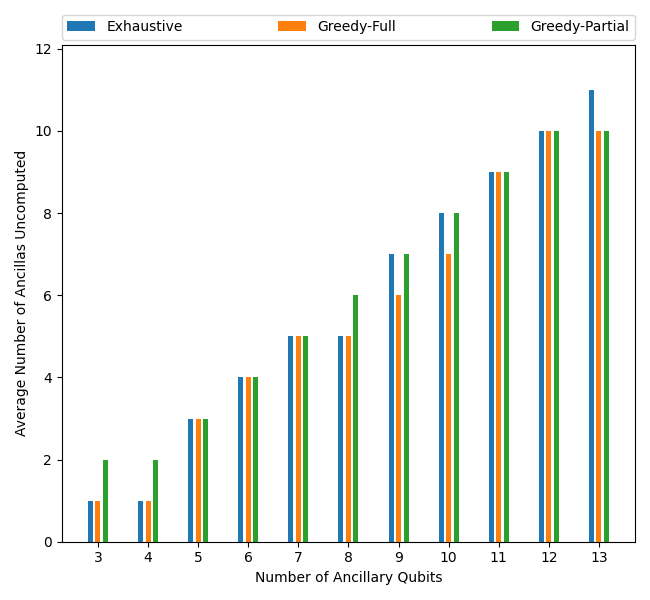 Exhaustive Greedy-Full Greedy-Partial
12
10
8
6
4
2
0
Average Number of Ancillas Uncomputed
3 4 5 6 7 8 9 10 11 12 13
Number of Ancillary Qubits